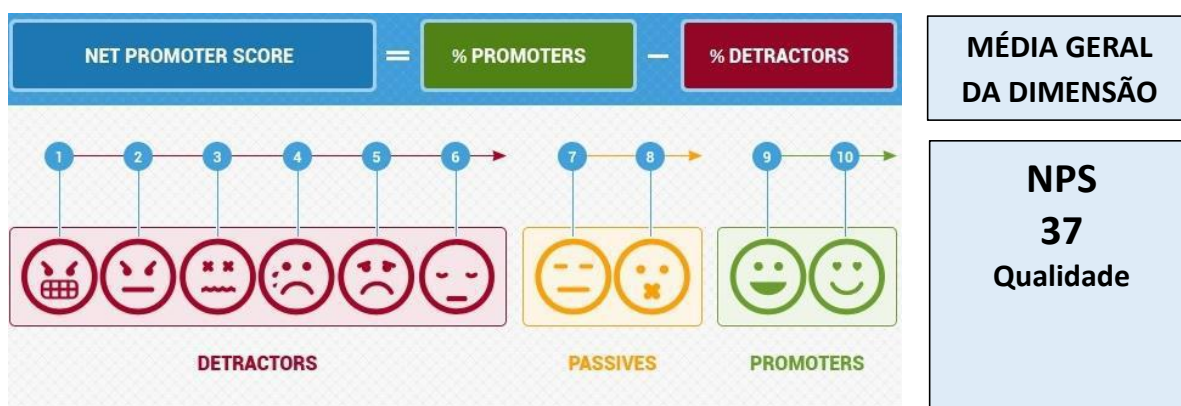 NET PROMOTER SCORE = % PROMOTERS − % DETRACTORS
1 2 3 4 5 6 7 8 9 10
DETRACTORS PASSIVES PROMOTERS
MÉDIA GERAL
DA DIMENSÃO
NPS
37
Qualidade